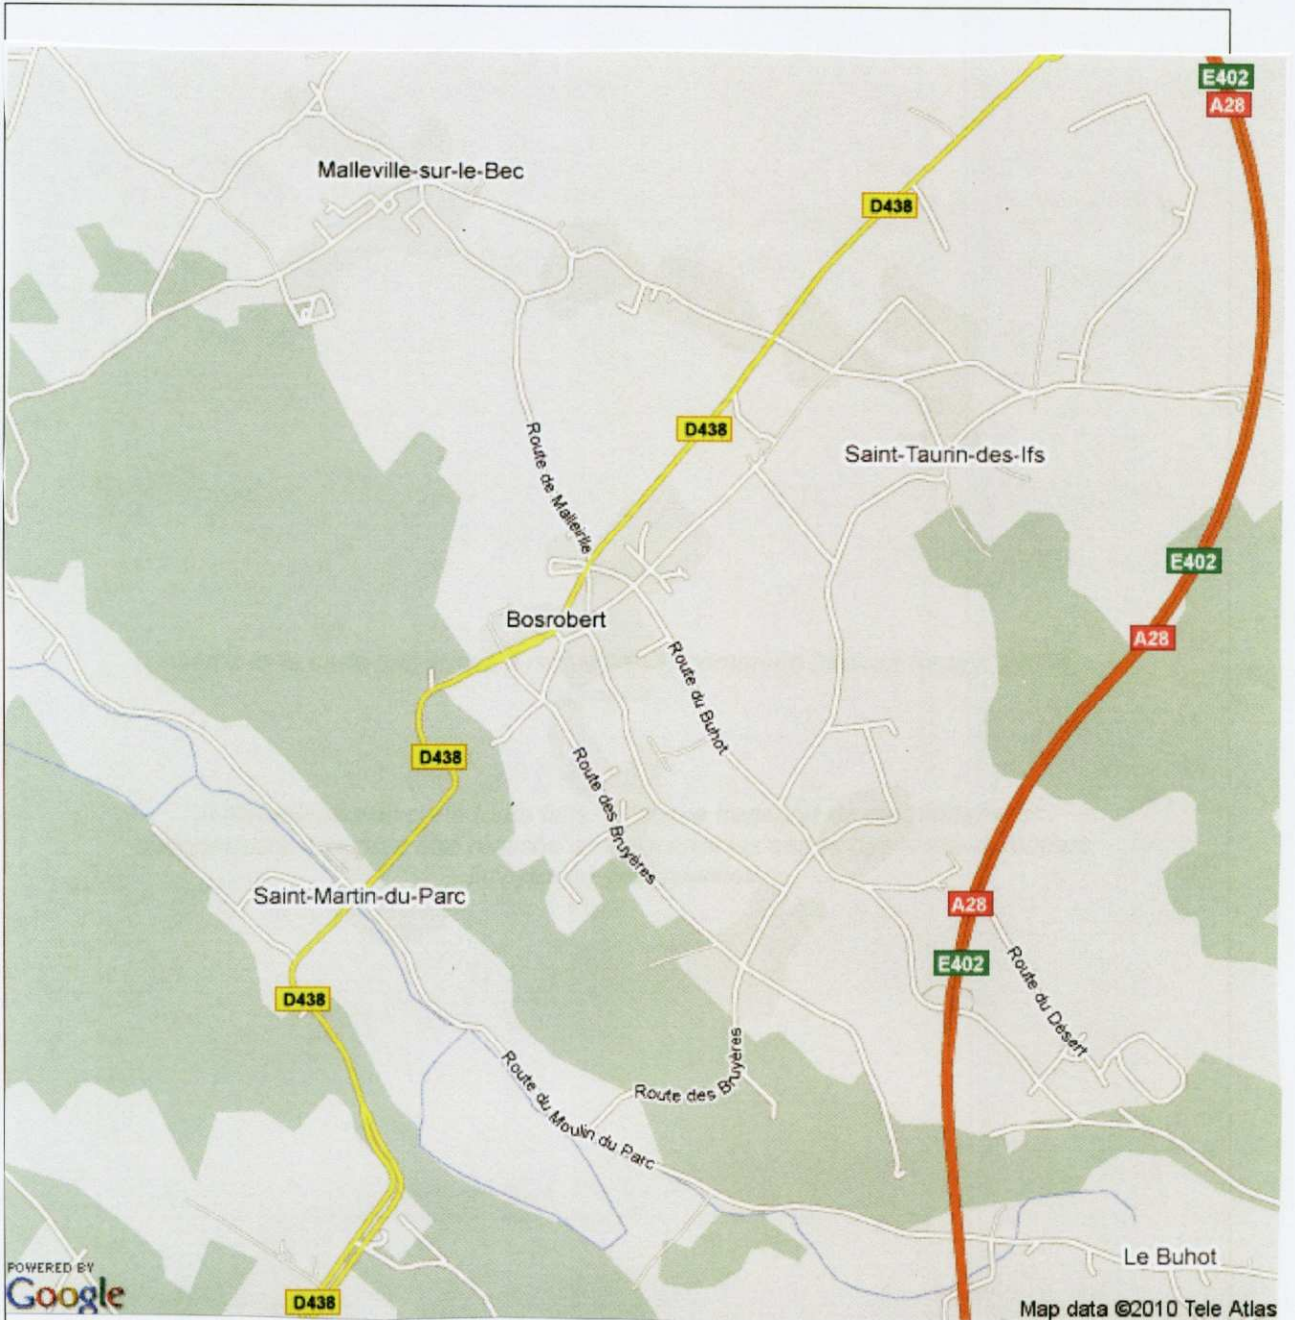 E402
A28
Malleville-sur-le-Bec
D438
D438
Route de Malleville
Saint-Taurin-des-Ifs
E402
Bosrobert
A28
Route du Buhot
D438
Route des Bruyères
Saint-Martin-du-Parc
A28
E402
D438
Route du Désert
Route des Bruyères
Route du Moulin du Parc
Le Buhot
POWERED BY
Google
D438
Map data ©2010 Tele Atlas